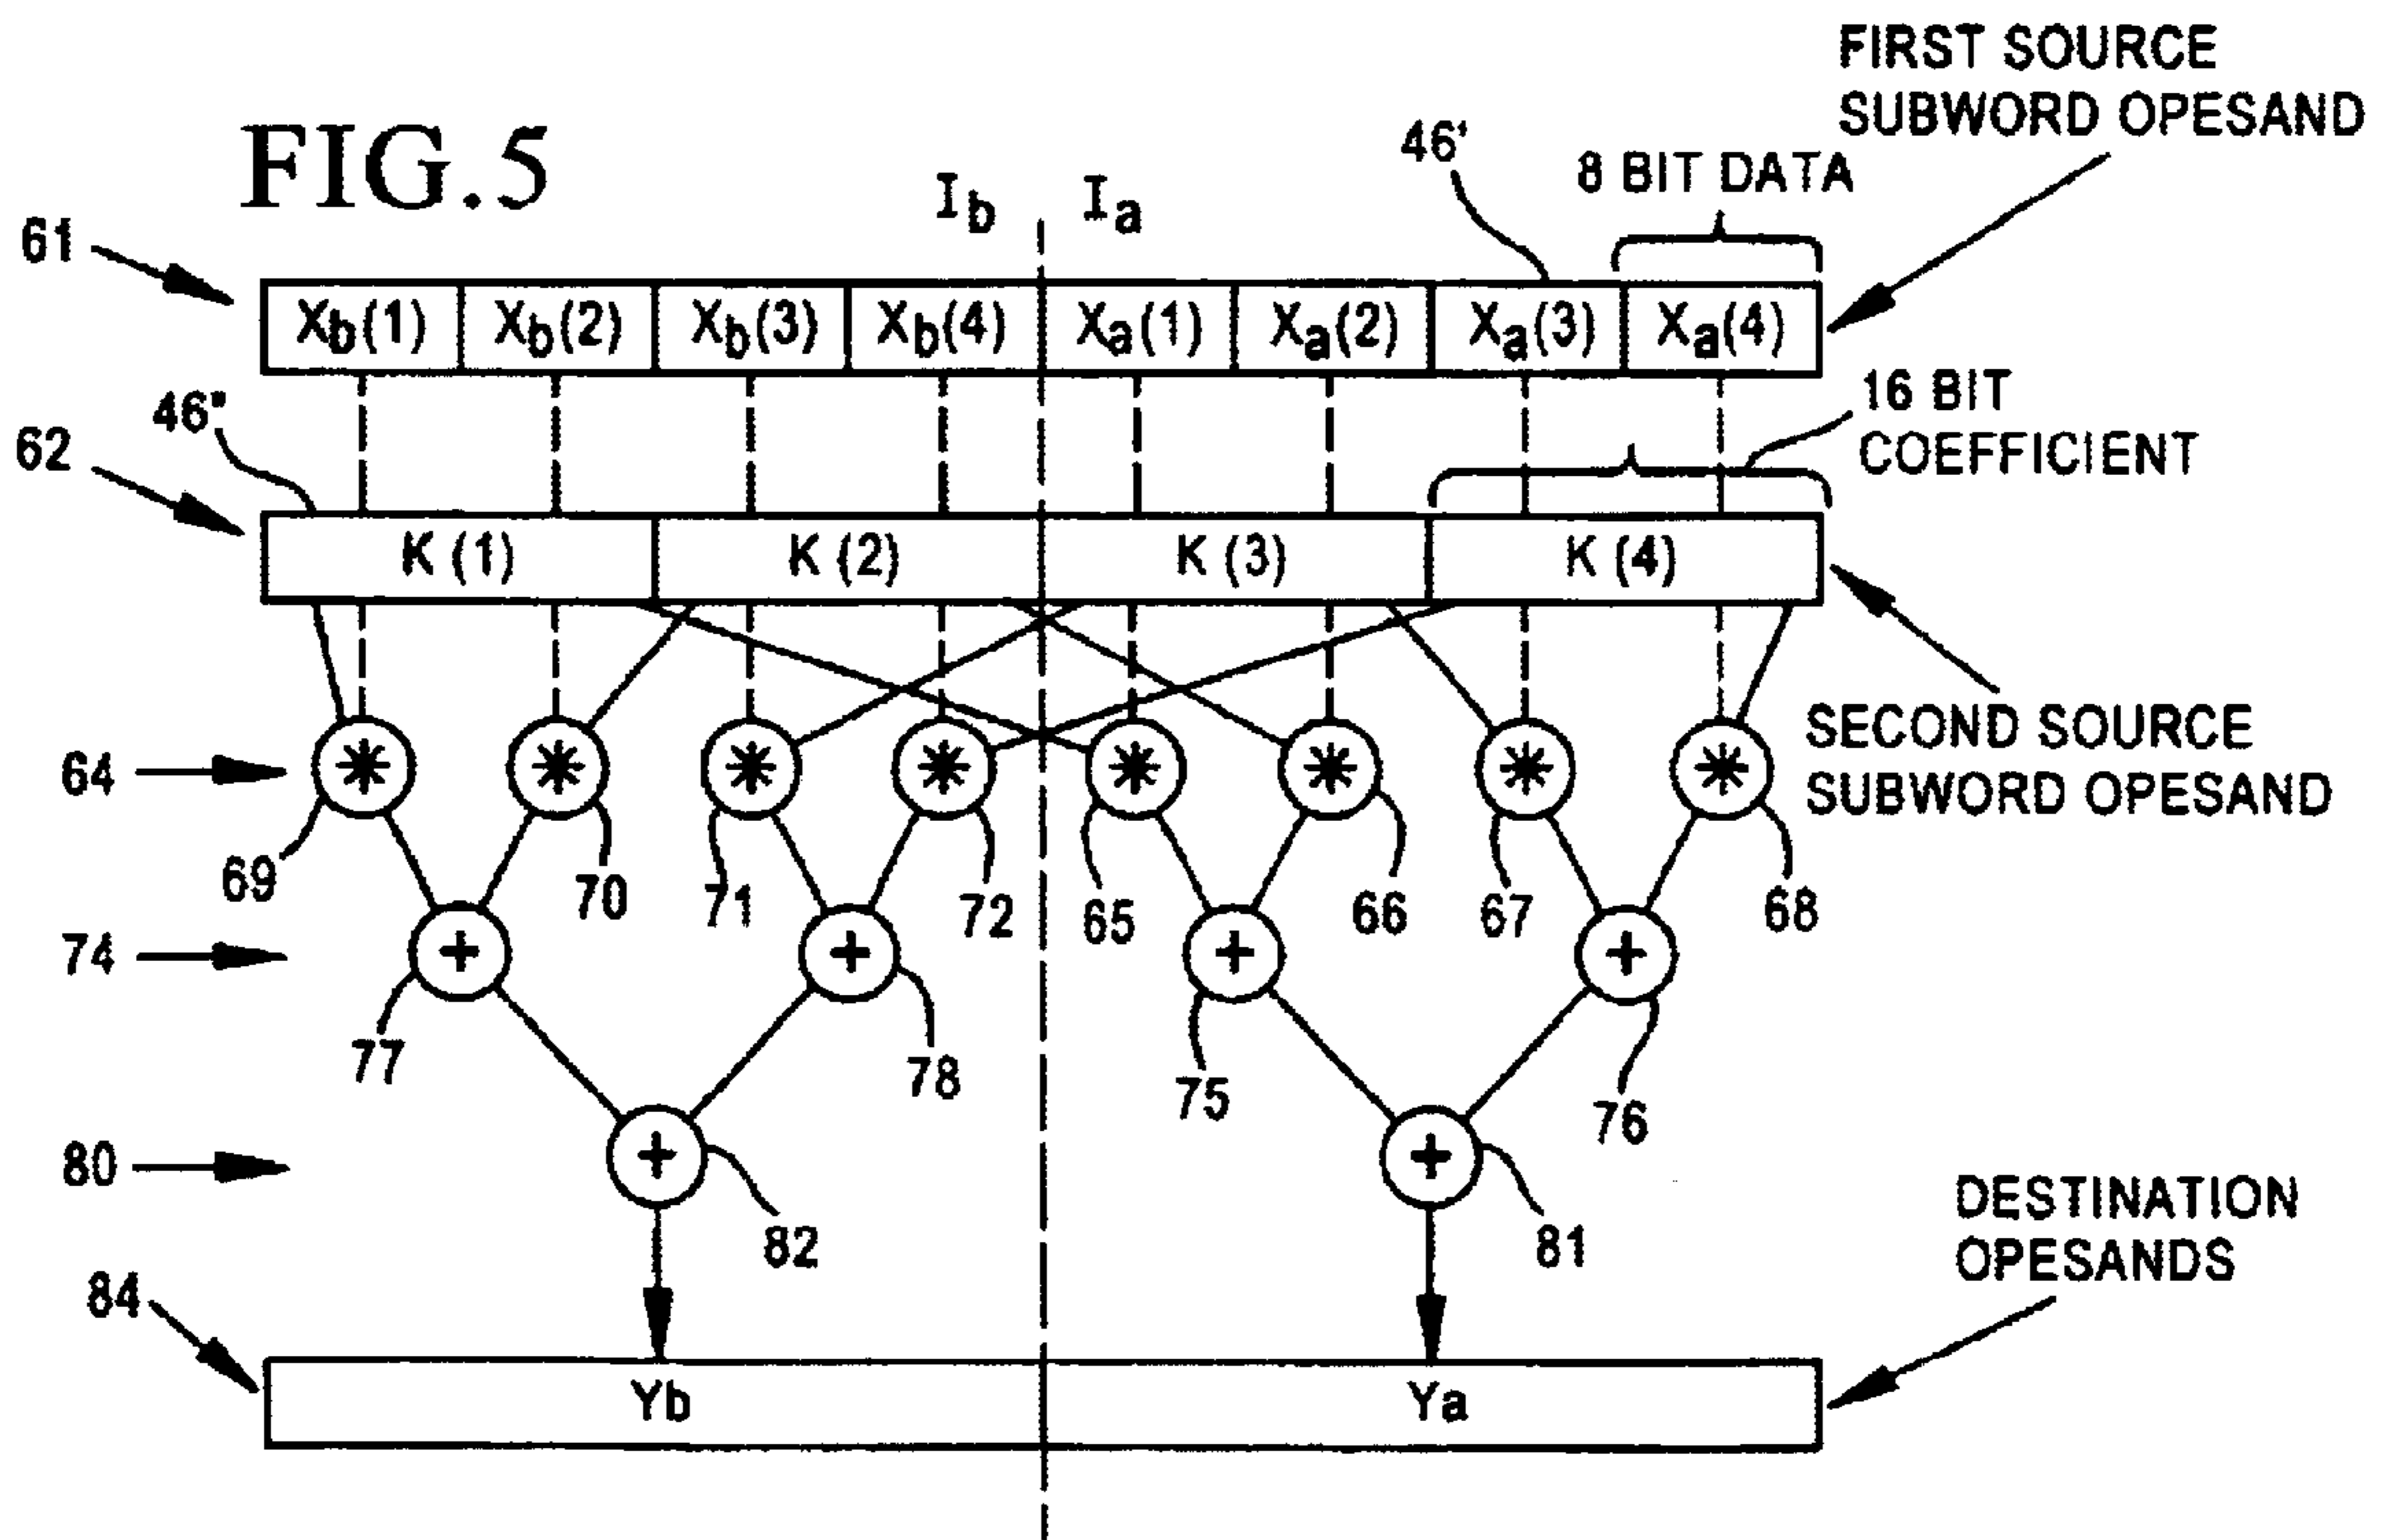 FIG.5
FIRST SOURCE
SUBWORD OPESAND
46'
8 BIT DATA
Ib Ia
61
Xb(1) Xb(2) Xb(3) Xb(4) Xa(1) Xa(2) Xa(3) Xa(4)
16 BIT
COEFFICIENT
46"
62
K (1) K (2) K (3) K (4)
SECOND SOURCE
SUBWORD OPESAND
64
* * * * * * * *
69 70 71 72 65 66 67 68
74
+ + + +
77 78 75 76
80
+ +
82 81
DESTINATION
OPESANDS
84
Yb Ya